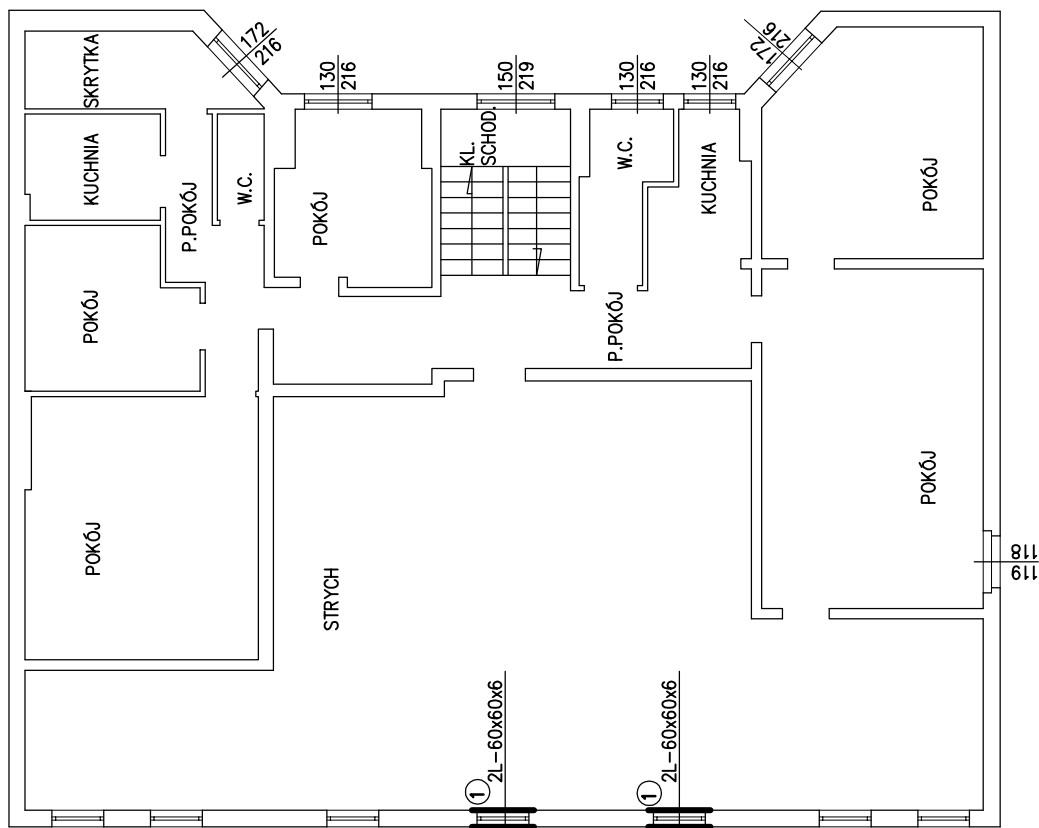 SKRYTKA
172
216
KUCHNIA
P.POKÓJ
W.C.
130
216
POKÓJ
150
219
KL.
SCHOD.
130
216
W.C.
130
216
KUCHNIA
172
216
POKÓJ
POKÓJ
P.POKÓJ
POKÓJ
POKÓJ
STRYCH
118
119
1
2L-60x60x6
1
2L-60x60x6